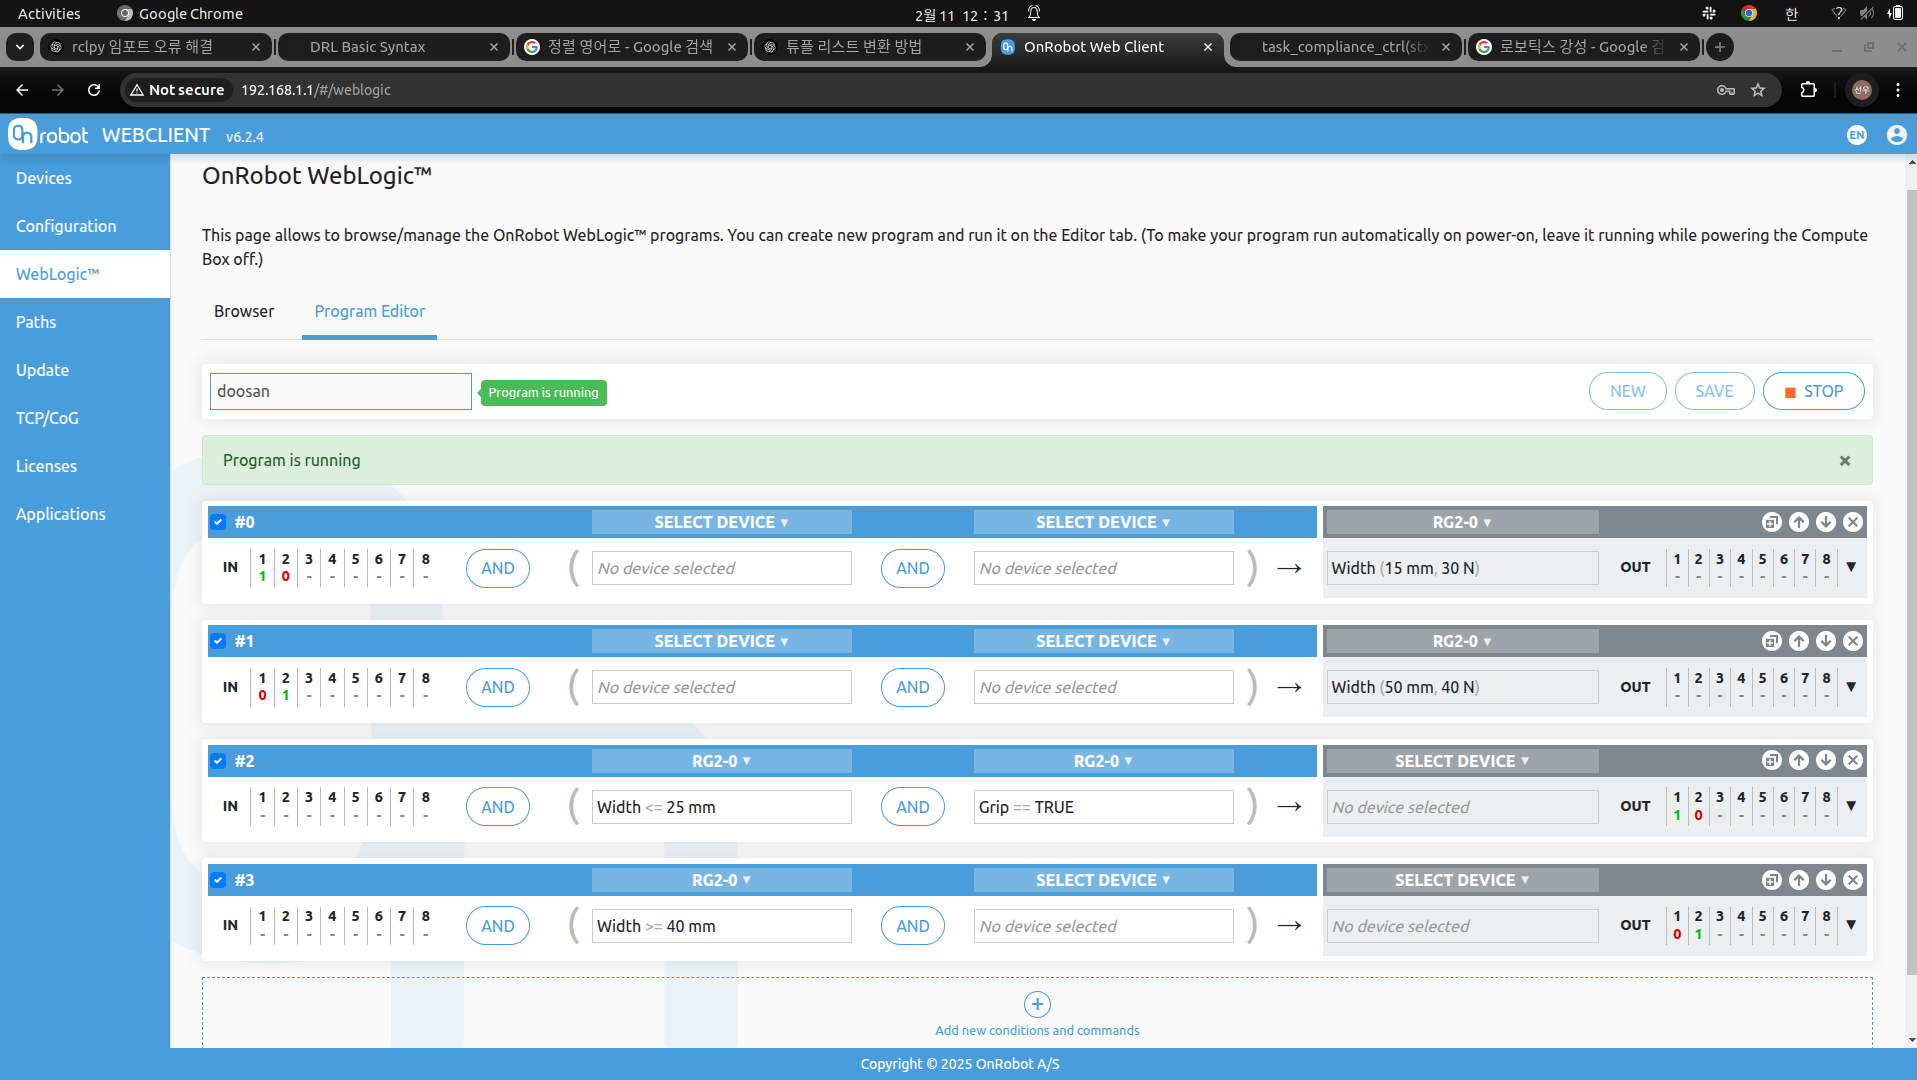 Activities
Google Chrome
2월 11 12 : 31
한
rclpy 임포트 오류 해결
DRL Basic Syntax
정렬 영어로 - Google 검색
튜플 리스트 변환 방법
OnRobot Web Client
task_compliance_ctrl(stx
로보틱스 강성 - Google 검
Not secure
192.168.1.1/#/weblogic
선우
On robot
WEBCLIENT v6.2.4
EN
Devices
Configuration
WebLogic™
Paths
Update
TCP/CoG
Licenses
Applications
OnRobot WebLogic™
This page allows to browse/manage the OnRobot WebLogic™ programs. You can create new program and run it on the Editor tab. (To make your program run automatically on power-on, leave it running while powering the Compute
Box off.)
Browser
Program Editor
doosan
Program is running
NEW
SAVE
STOP
Program is running
#0 SELECT DEVICE SELECT DEVICE RG2-0
IN 1 2 3 4 5 6 7 8 AND ( No device selected AND No device selected ) → Width (15 mm, 30 N) OUT 1 2 3 4 5 6 7 8
1 0 - - - - - - - - - - - - - -
#1 SELECT DEVICE SELECT DEVICE RG2-0
IN 1 2 3 4 5 6 7 8 AND ( No device selected AND No device selected ) → Width (50 mm, 40 N) OUT 1 2 3 4 5 6 7 8
0 1 - - - - - - - - - - - - - -
#2 RG2-0 RG2-0 SELECT DEVICE
IN 1 2 3 4 5 6 7 8 AND ( Width <= 25 mm AND Grip == TRUE ) → No device selected OUT 1 2 3 4 5 6 7 8
- - - - - - - - 1 0 - - - - - -
#3 RG2-0 SELECT DEVICE SELECT DEVICE
IN 1 2 3 4 5 6 7 8 AND ( Width >= 40 mm AND No device selected ) → No device selected OUT 1 2 3 4 5 6 7 8
- - - - - - - - 0 1 - - - - - -
Add new conditions and commands
Copyright © 2025 OnRobot A/S